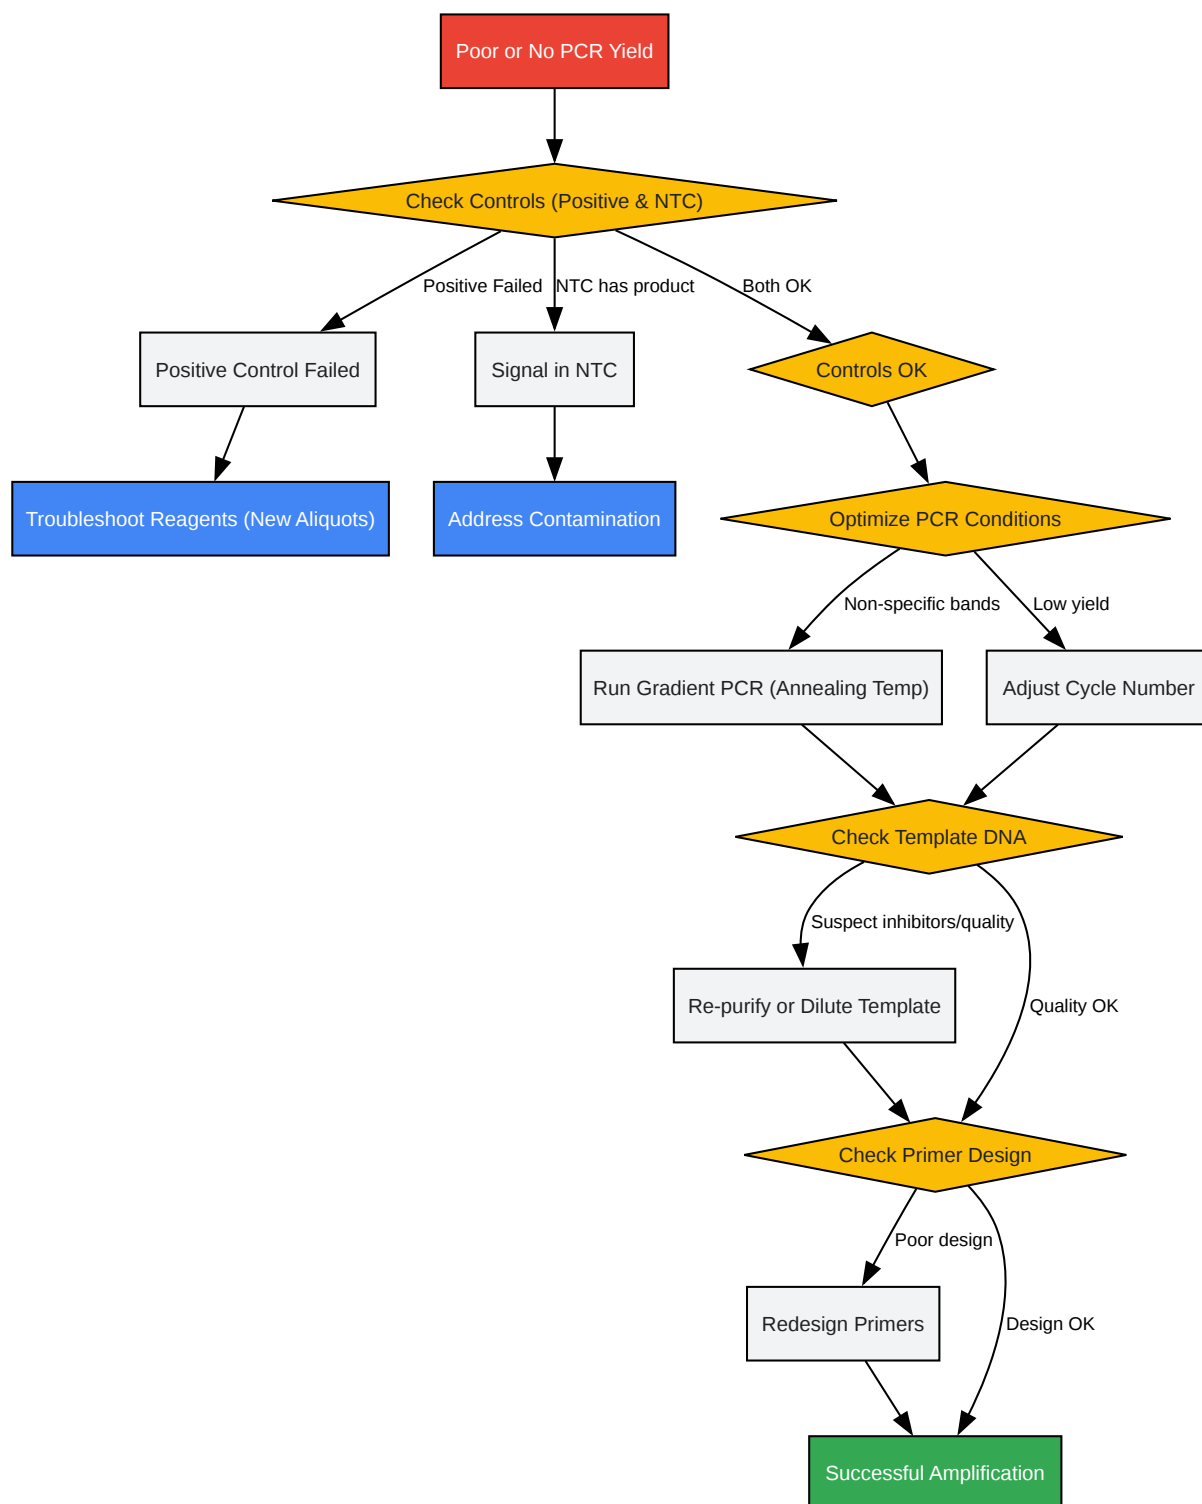 Poor or No PCR Yield
Check Controls (Positive & NTC)
Positive Failed
NTC has product
Both OK
Positive Control Failed
Signal in NTC
Controls OK
Troubleshoot Reagents (New Aliquots)
Address Contamination
Optimize PCR Conditions
Non-specific bands
Low yield
Run Gradient PCR (Annealing Temp)
Adjust Cycle Number
Check Template DNA
Suspect inhibitors/quality
Re-purify or Dilute Template
Quality OK
Check Primer Design
Poor design
Redesign Primers
Design OK
Successful Amplification